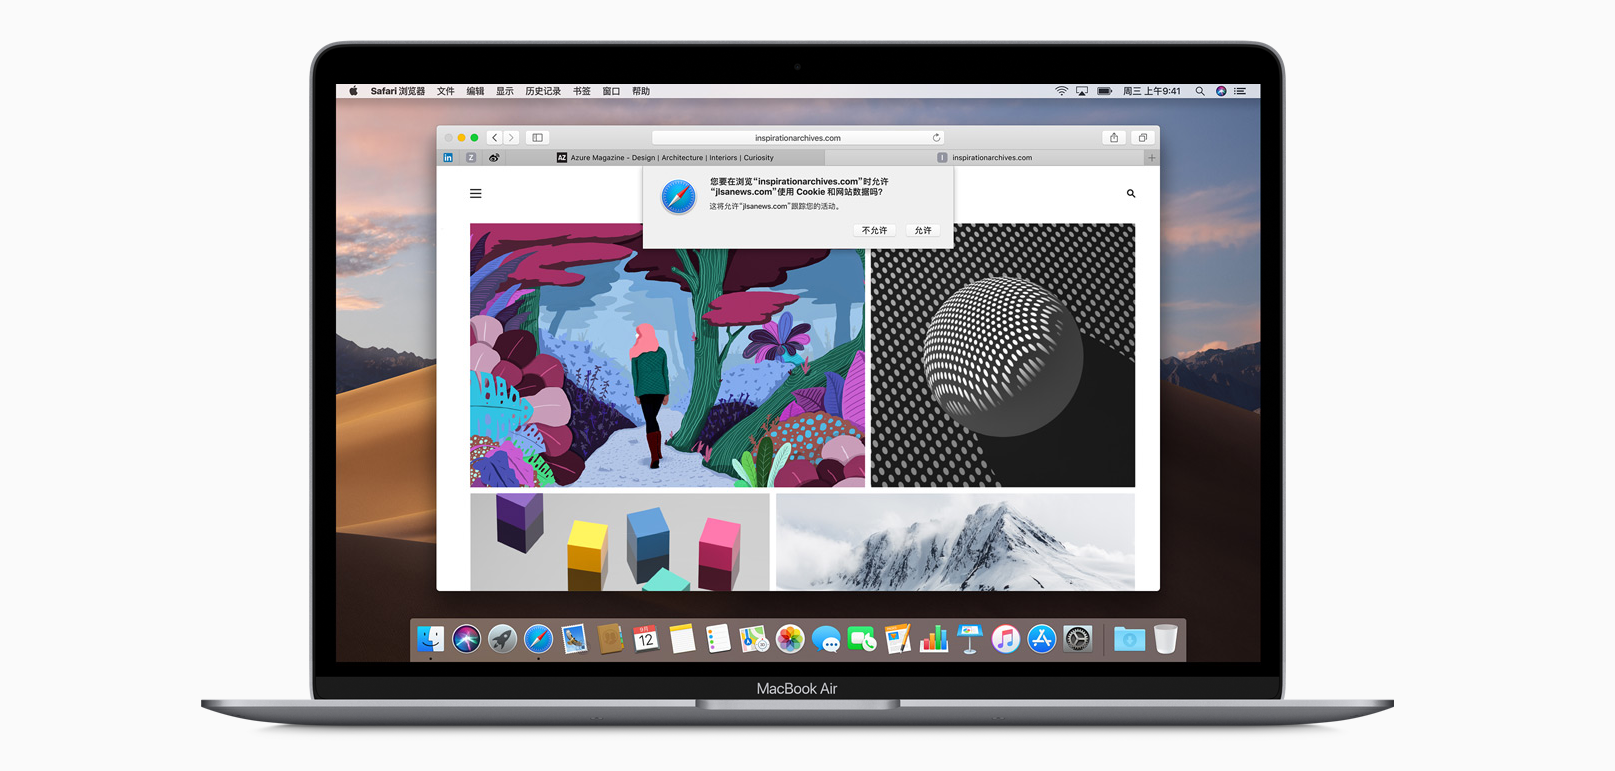 Safari 浏览器 文件 编辑 显示 历史记录 书签 窗口 帮助 周三 上午9:41
inspirationarchives.com
in Z AZ Azure Magazine - Design | Architecture | Interiors | Curiosity I inspirationarchives.com
您要在浏览“inspirationarchives.com”时允许
“jlsanews.com”使用 Cookie 和网站数据吗?
这将允许“jlsanews.com”跟踪您的活动。
不允许 允许
9月
12
MacBook Air